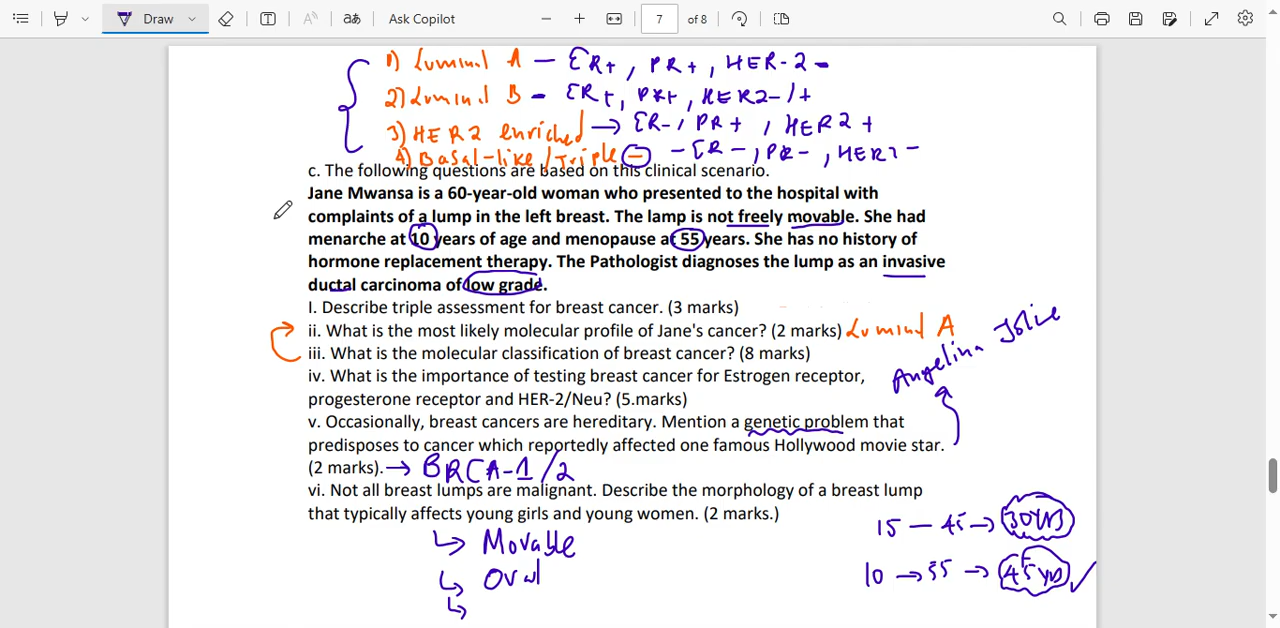 Draw
Ask Copilot
7 of 8
1) Luminal A - ER+, PR+, HER-2 -
2) Luminal B - ER+, PR+, HER2-/+
3) HER2 enriched → ER-, PR+, HER2+
4) Basal-like/Triple - - ER-, PR-, HER2-
c. The following questions are based on this clinical scenario.
Jane Mwansa is a 60-year-old woman who presented to the hospital with
complaints of a lump in the left breast. The lamp is not freely movable. She had
menarche at 10 years of age and menopause at 55 years. She has no history of
hormone replacement therapy. The Pathologist diagnoses the lump as an invasive
ductal carcinoma of low grade.
I. Describe triple assessment for breast cancer. (3 marks)
ii. What is the most likely molecular profile of Jane's cancer? (2 marks) Luminal A
iii. What is the molecular classification of breast cancer? (8 marks)
Angelina Jolie
iv. What is the importance of testing breast cancer for Estrogen receptor,
progesterone receptor and HER-2/Neu? (5.marks)
v. Occasionally, breast cancers are hereditary. Mention a genetic problem that
predisposes to cancer which reportedly affected one famous Hollywood movie star.
(2 marks). → BRCA-1/2
vi. Not all breast lumps are malignant. Describe the morphology of a breast lump
that typically affects young girls and young women. (2 marks.)
15 - 45 → 30yrs
↳ Movable
↳ Oval
10 → 55 → 45 yrs ✓